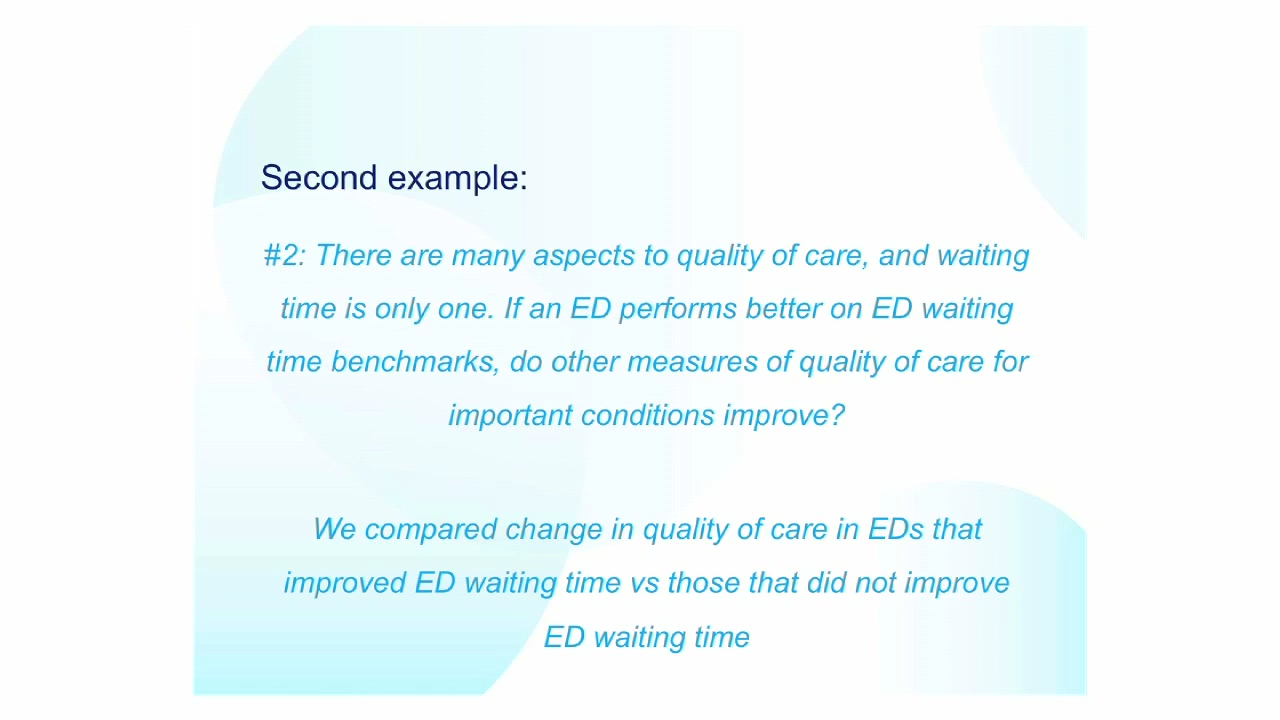 Second example:
#2: There are many aspects to quality of care, and waiting
time is only one. If an ED performs better on ED waiting
time benchmarks, do other measures of quality of care for
important conditions improve?
We compared change in quality of care in EDs that
improved ED waiting time vs those that did not improve
ED waiting time